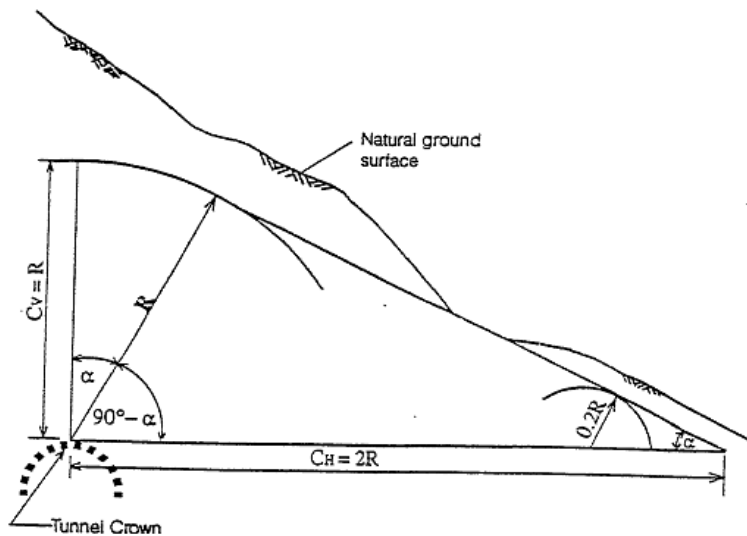 Natural ground
surface
Cv = R
R
α
90° – α
0.2R
α
CH = 2R
Tunnel Crown